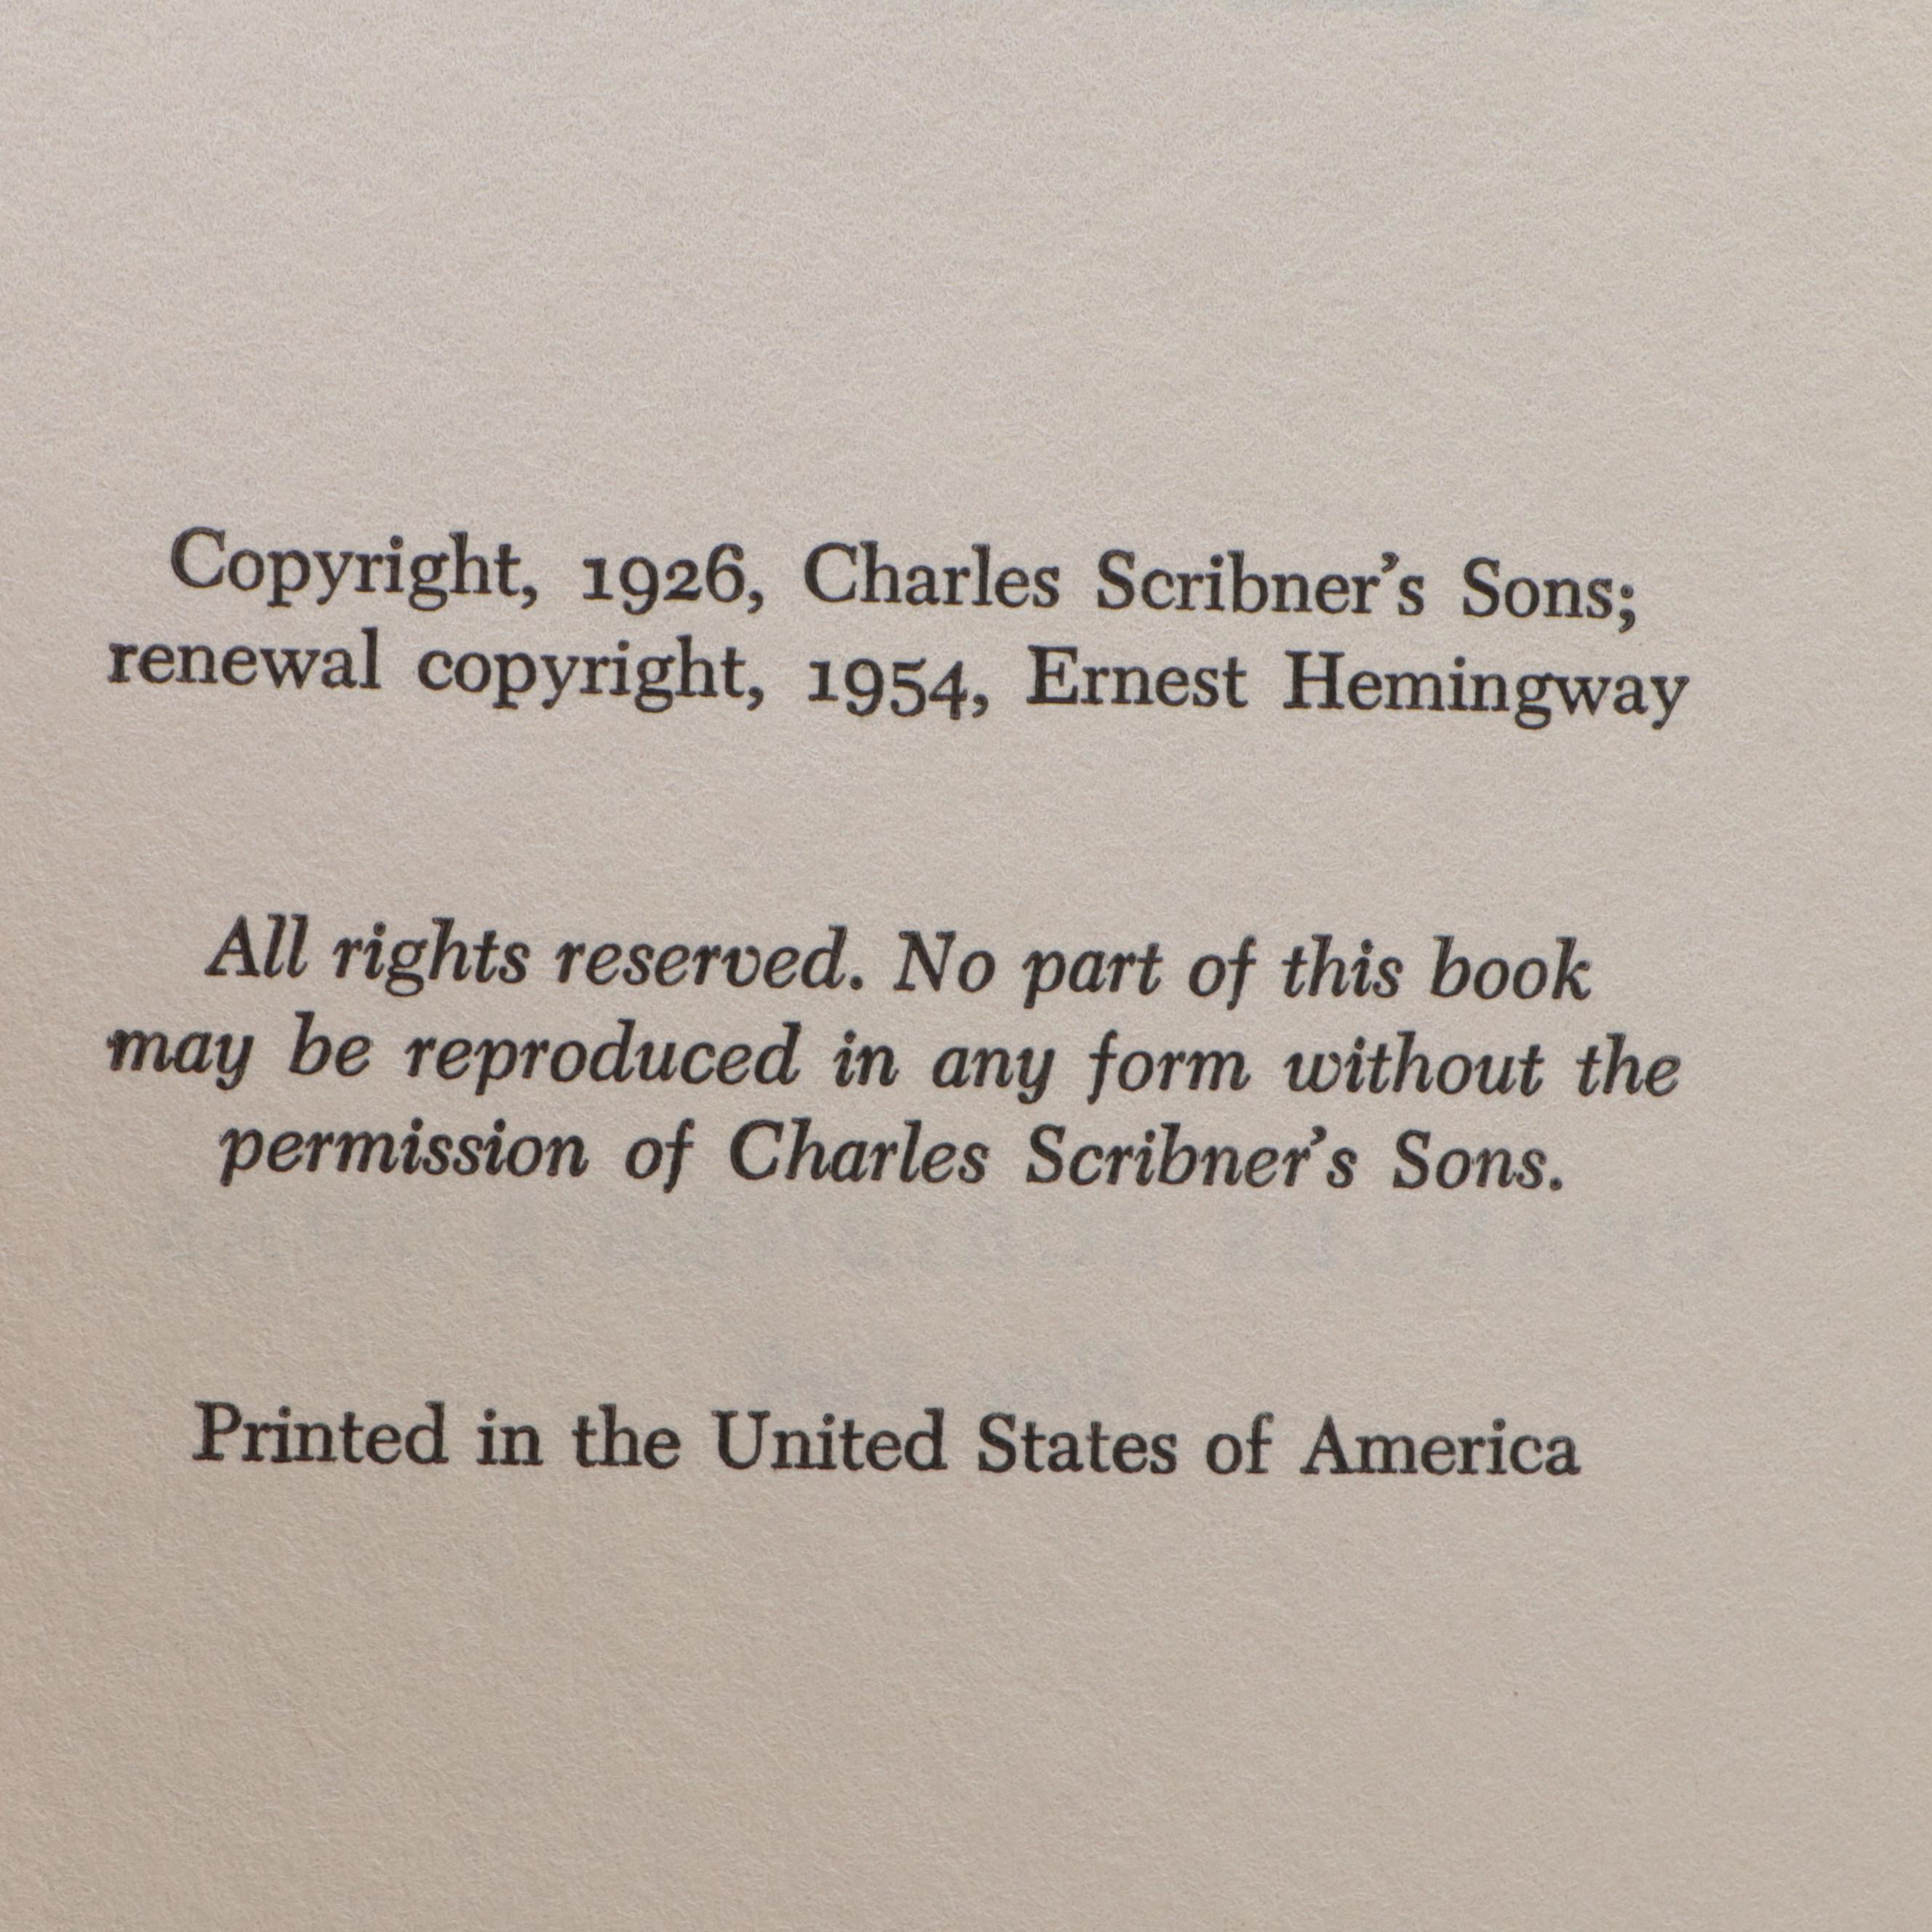 Copyright, 1926, Charles Scribner's Sons;
renewal copyright, 1954, Ernest Hemingway
All rights reserved. No part of this book
may be reproduced in any form without the
permission of Charles Scribner's Sons.
Printed in the United States of America